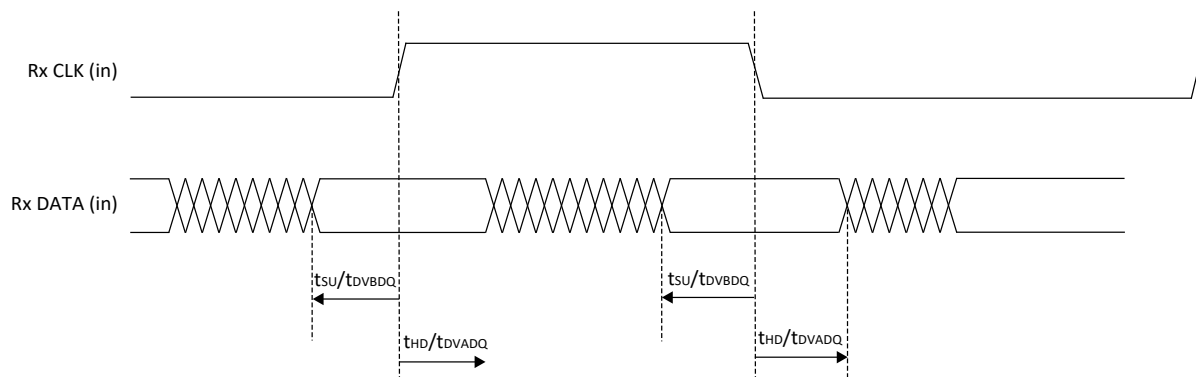 Rx CLK (in)
Rx DATA (in)
tSU/tDVBDQ
tSU/tDVBDQ
tHD/tDVADQ
tHD/tDVADQ